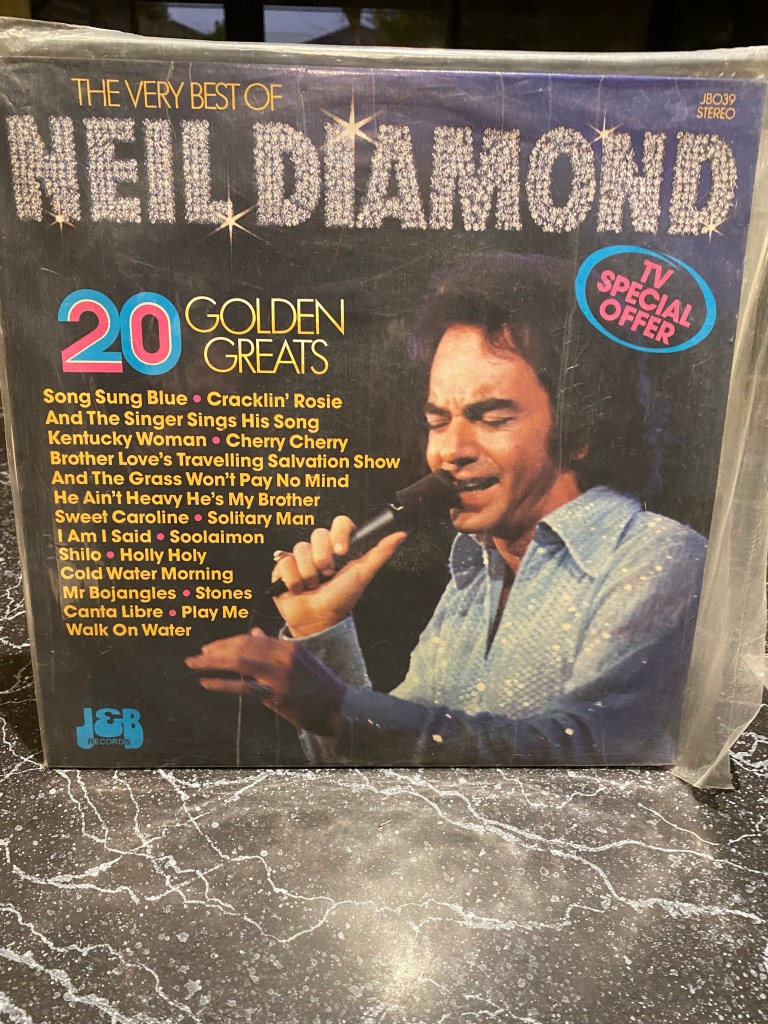 THE VERY BEST OF
JB039
STEREO
NEIL DIAMOND
TV
SPECIAL
OFFER
20 GOLDEN
GREATS
Song Sung Blue • Cracklin' Rosie
And The Singer Sings His Song
Kentucky Woman • Cherry Cherry
Brother Love's Travelling Salvation Show
And The Grass Won't Pay No Mind
He Ain't Heavy He's My Brother
Sweet Caroline • Solitary Man
I Am I Said • Soolaimon
Shilo • Holly Holy
Cold Water Morning
Mr Bojangles • Stones
Canta Libre • Play Me
Walk On Water
J&B
RECORDS